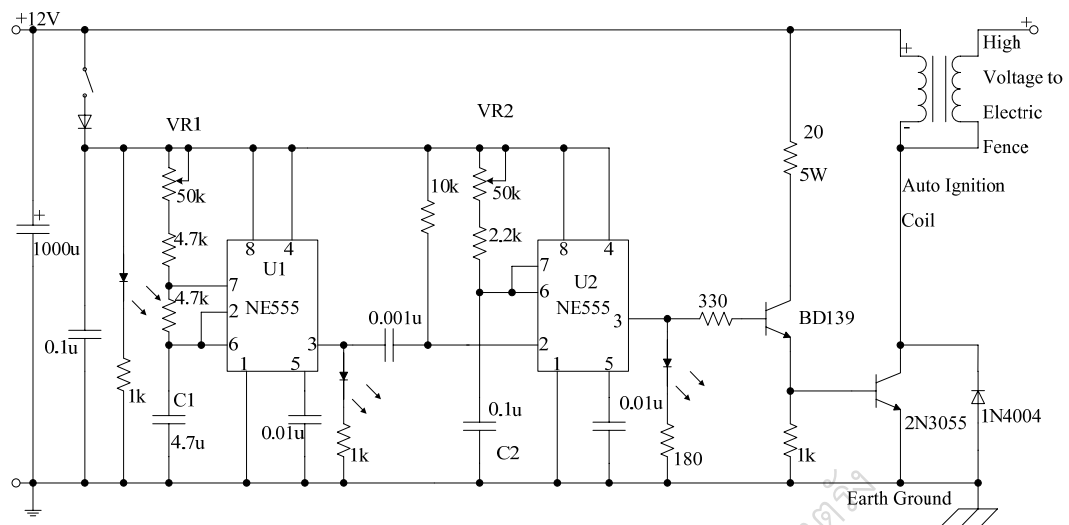 +12V
+
High
Voltage to
Electric
Fence
-
VR1
VR2
20
5W
50k
10k
50k
Auto Ignition
Coil
+
1000u
4.7k
2.2k
8
4
8
4
U1
U2
7
7
6
4.7k
2
NE555
NE555
330
BD139
0.001u
3
0.1u
6
3
2
1
5
1
5
1k
C1
4.7u
0.01u
1k
0.1u
C2
0.01u
180
1k
2N3055
1N4004
Earth Ground
+